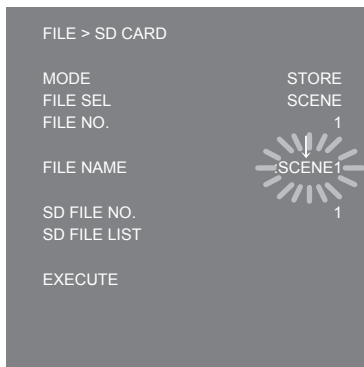 FILE > SD CARD
MODE STORE
FILE SEL SCENE
FILE NO. 1
↓
FILE NAME :SCENE1
SD FILE NO. 1
SD FILE LIST
EXECUTE